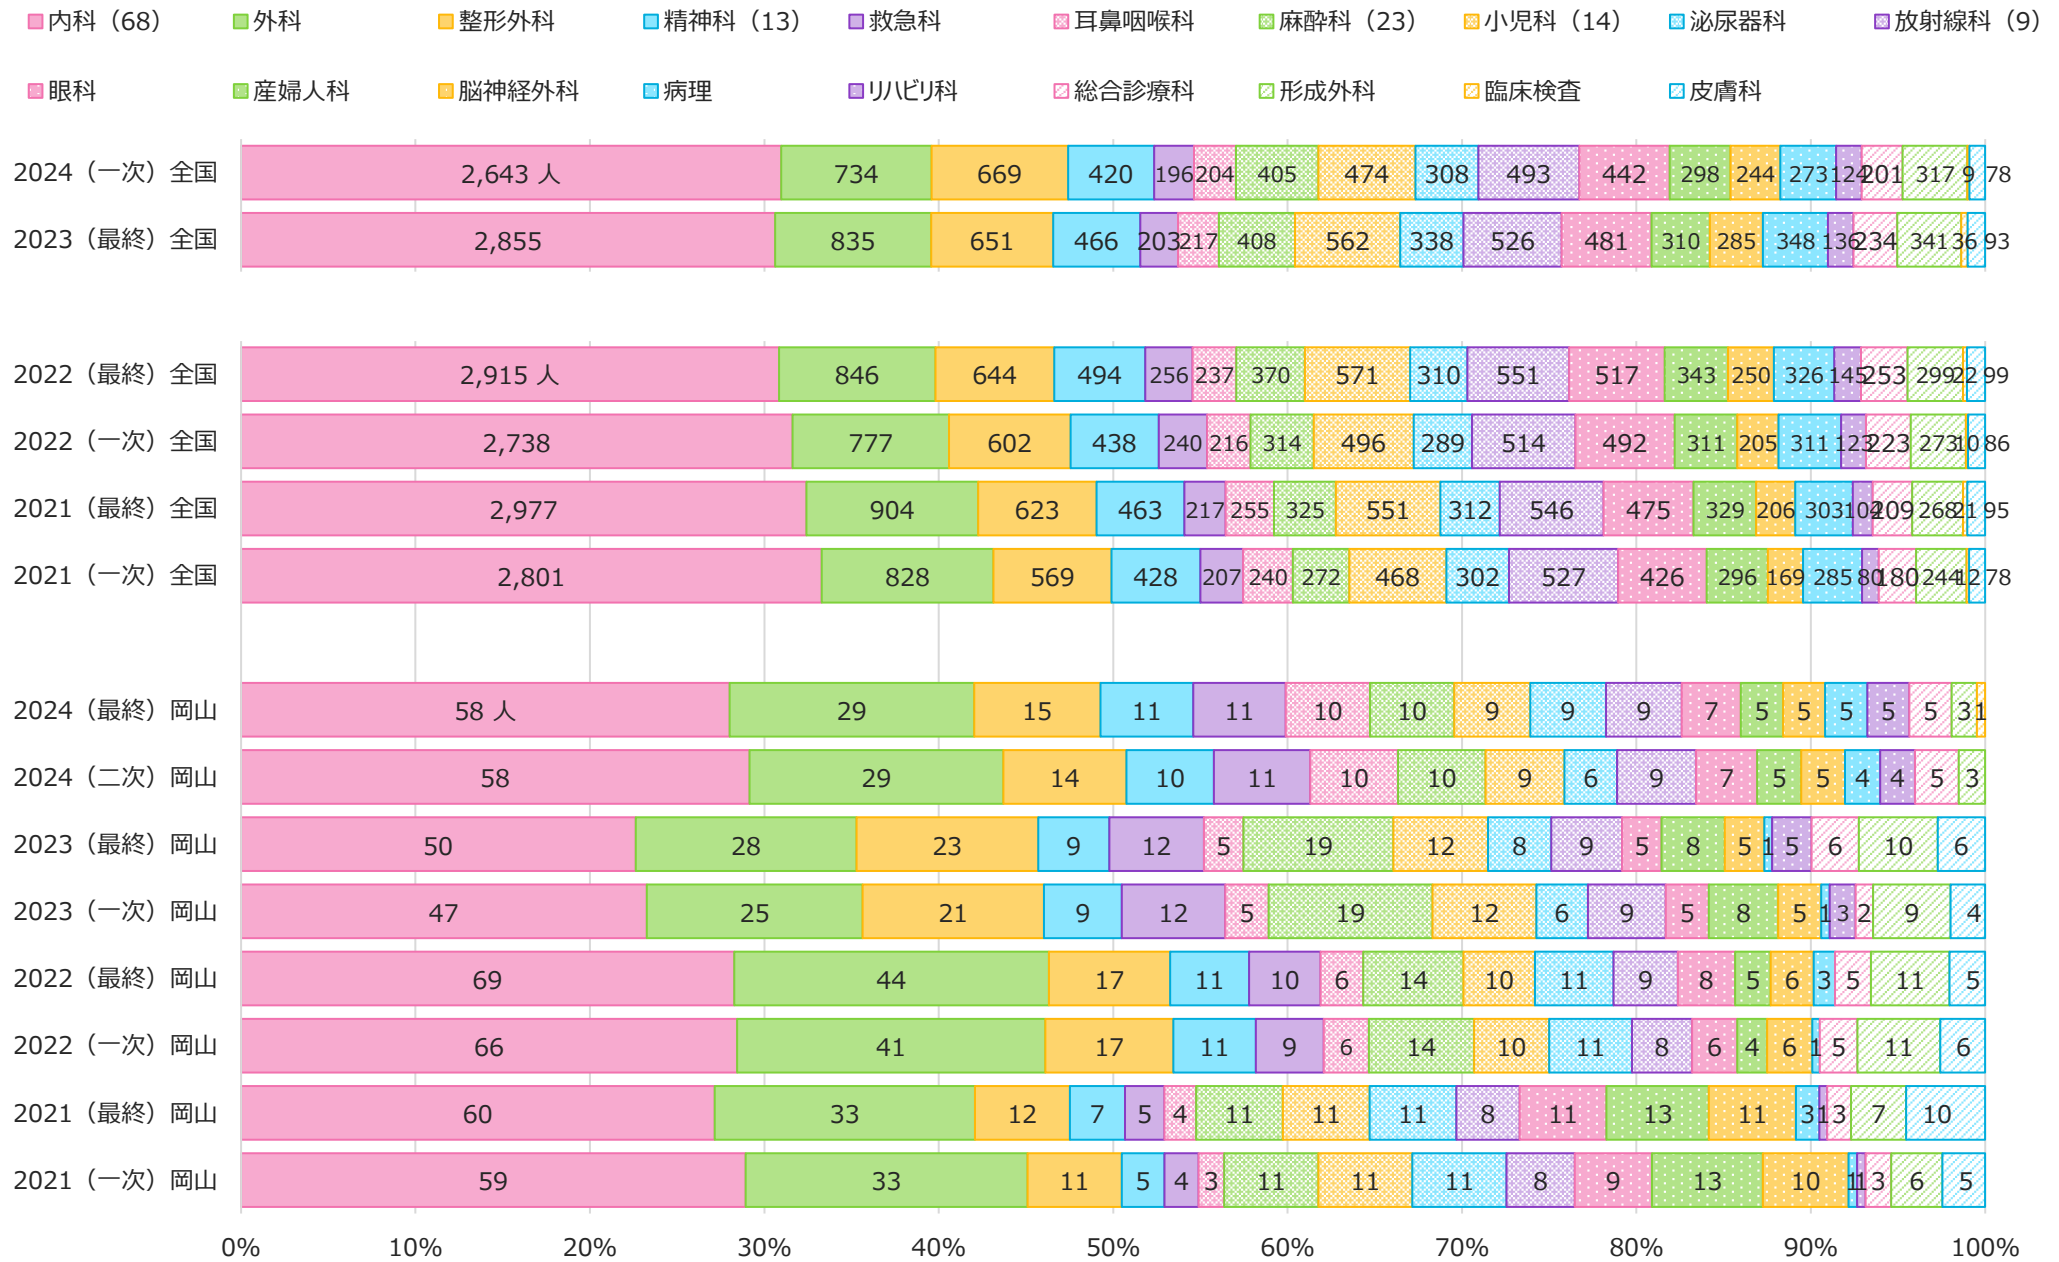 内科（68） 外科 整形外科 精神科（13） 救急科 耳鼻咽喉科 麻酔科（23） 小児科（14） 泌尿器科 放射線科（9）
眼科 産婦人科 脳神経外科 病理 リハビリ科 総合診療科 形成外科 臨床検査 皮膚科
2024（一次）全国 2,643 人 734 669 420 196 204 405 474 308 493 442 298 244 273 124 201 317 9 78
2023（最終）全国 2,855 835 651 466 203 217 408 562 338 526 481 310 285 348 136 234 341 36 93
2022（最終）全国 2,915 人 846 644 494 256 237 370 571 310 551 517 343 250 326 145 253 299 22 99
2022（一次）全国 2,738 777 602 438 240 216 314 496 289 514 492 311 205 311 123 223 273 10 86
2021（最終）全国 2,977 904 623 463 217 255 325 551 312 546 475 329 206 303 104 209 268 21 95
2021（一次）全国 2,801 828 569 428 207 240 272 468 302 527 426 296 169 285 80 180 244 12 78
2024（最終）岡山 58 人 29 15 11 11 10 10 9 9 9 7 5 5 5 5 5 3 1
2024（二次）岡山 58 29 14 10 11 10 10 9 6 9 7 5 5 4 4 5 3
2023（最終）岡山 50 28 23 9 12 5 19 12 8 9 5 8 5 1 5 6 10 6
2023（一次）岡山 47 25 21 9 12 5 19 12 6 9 5 8 5 1 3 2 9 4
2022（最終）岡山 69 44 17 11 10 6 14 10 11 9 8 5 6 3 5 11 5
2022（一次）岡山 66 41 17 11 9 6 14 10 11 8 6 4 6 1 5 11 6
2021（最終）岡山 60 33 12 7 5 4 11 11 11 8 11 13 11 3 1 3 7 10
2021（一次）岡山 59 33 11 5 4 3 11 11 11 8 9 13 10 1 1 3 6 5
0% 10% 20% 30% 40% 50% 60% 70% 80% 90% 100%